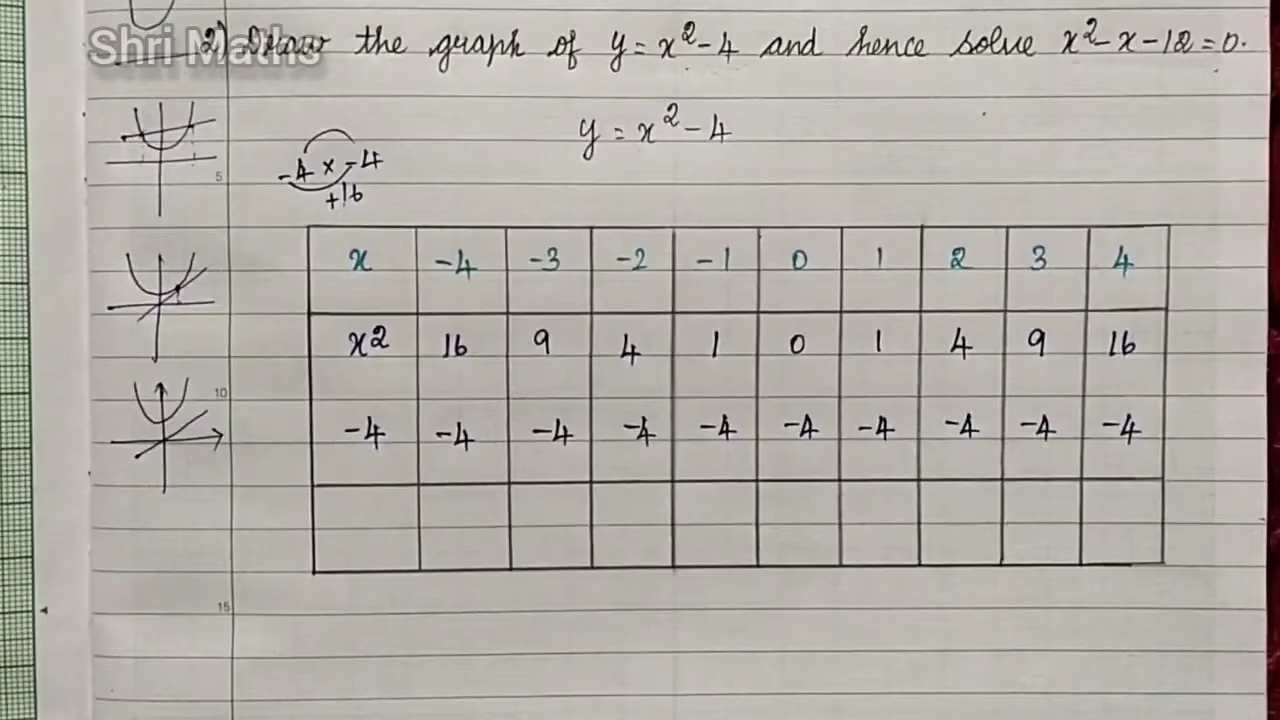 Shri Maths
2) Draw the graph of y = x² - 4 and hence solve x² - x - 12 = 0.
y = x² - 4
-4 x -4
+16
5
x -4 -3 -2 -1 0 1 2 3 4
x² 16 9 4 1 0 1 4 9 16
10
-4 -4 -4 -4 -4 -4 -4 -4 -4 -4
15